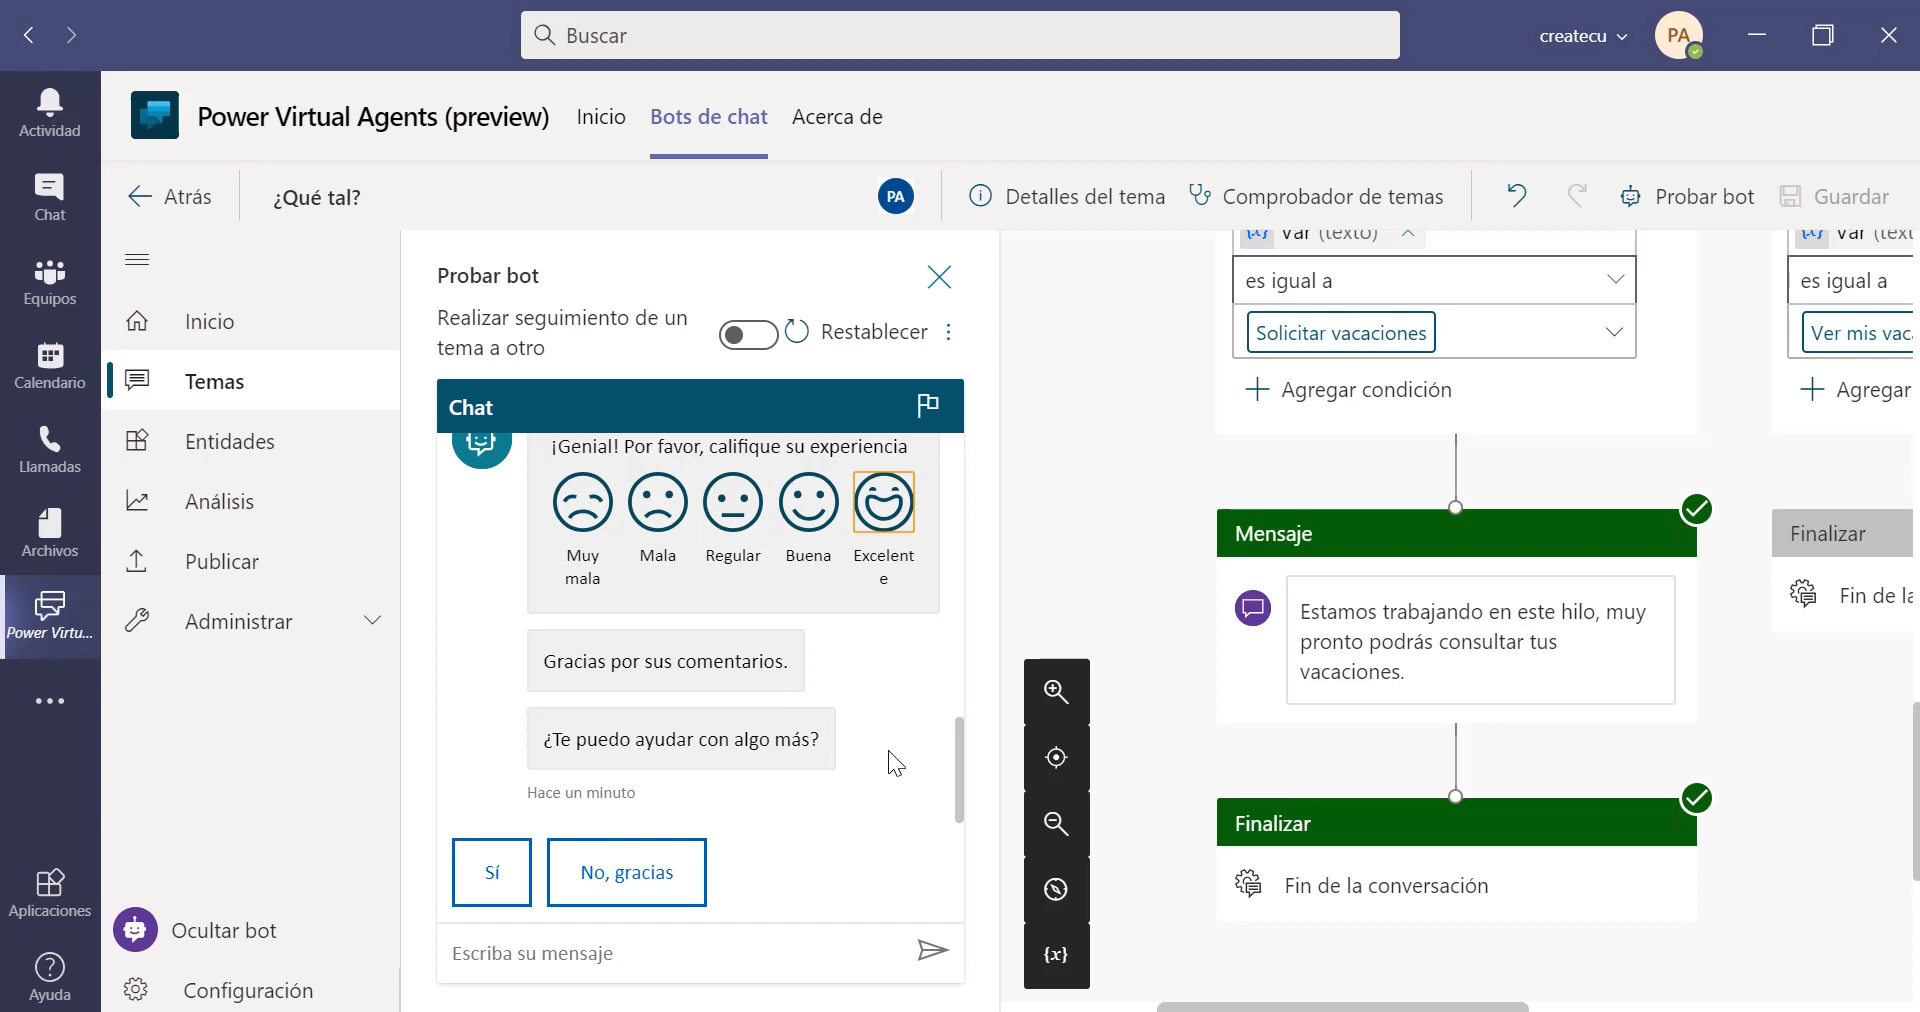 Buscar
createcu
PA
Actividad
Chat
Equipos
Calendario
Llamadas
Archivos
Power Virtu...
Aplicaciones
Ayuda
Power Virtual Agents (preview)
Inicio
Bots de chat
Acerca de
Atrás
¿Qué tal?
PA
Detalles del tema
Comprobador de temas
Probar bot
Guardar
Inicio
Temas
Entidades
Análisis
Publicar
Administrar
Ocultar bot
Configuración
Probar bot
Realizar seguimiento de un
tema a otro
Restablecer
Chat
¡Genial! Por favor, califique su experiencia
Muy
mala
Mala
Regular
Buena
Excelent
e
Gracias por sus comentarios.
¿Te puedo ayudar con algo más?
Hace un minuto
Sí
No, gracias
Escriba su mensaje
{x}
{x} Var (texto)
es igual a
Solicitar vacaciones
Agregar condición
Mensaje
Estamos trabajando en este hilo, muy
pronto podrás consultar tus
vacaciones.
Finalizar
Fin de la conversación
{x} Var (text
es igual a
Ver mis vac
Agregar
Finalizar
Fin de la